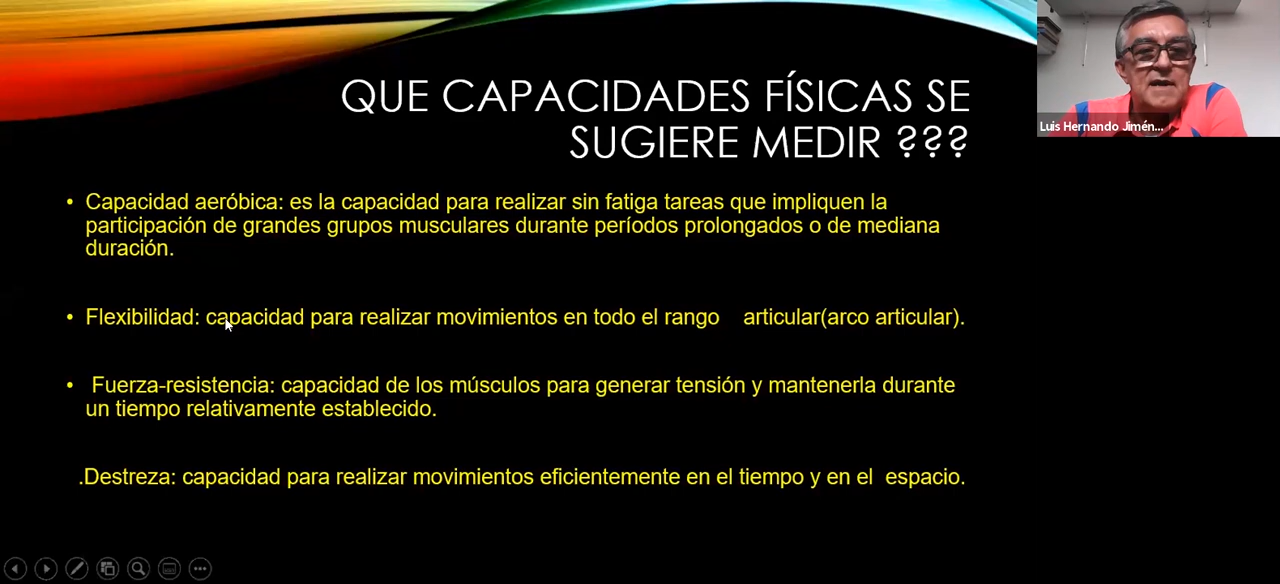 QUE CAPACIDADES FÍSICAS SE
SUGIERE MEDIR ???
Luis Hernando Jimén...
• Capacidad aeróbica: es la capacidad para realizar sin fatiga tareas que impliquen la
participación de grandes grupos musculares durante períodos prolongados o de mediana
duración.
• Flexibilidad: capacidad para realizar movimientos en todo el rango articular(arco articular).
• Fuerza-resistencia: capacidad de los músculos para generar tensión y mantenerla durante
un tiempo relativamente establecido.
.Destreza: capacidad para realizar movimientos eficientemente en el tiempo y en el espacio.